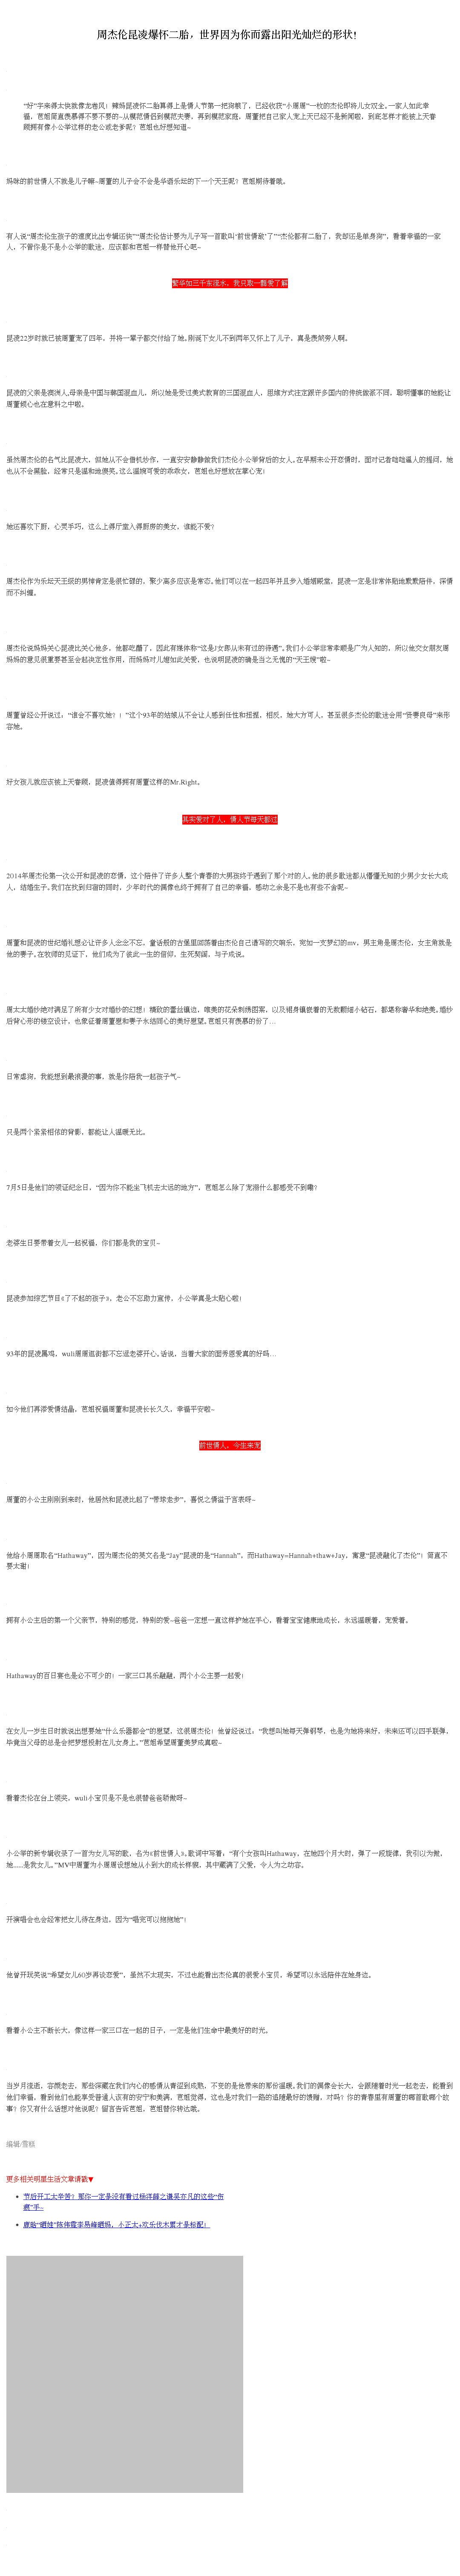 周杰伦昆凌爆怀二胎，世界因为你而露出阳光灿烂的形状！
“好”字来得太快就像龙卷风！辣妈昆凌怀二胎算得上是情人节第一把狗粮了，已经收获“小周周”一枚的杰伦即将儿女双全。一家人如此幸
福，芭姐简直羡慕得不要不要的~从模范情侣到模范夫妻，再到模范家庭，周董把自己家人宠上天已经不是新闻啦，到底怎样才能被上天眷
顾拥有像小公举这样的老公或老爹呢？芭姐也好想知道~
妈咪的前世情人不就是儿子嘛~周董的儿子会不会是华语乐坛的下一个天王呢？芭姐期待着哦。
有人说“周杰伦生孩子的速度比出专辑还快”“周杰伦估计要为儿子写一首歌叫‘前世情敌’了”“杰伦都有二胎了，我却还是单身狗”，看着幸福的一家
人，不管你是不是小公举的歌迷，应该都和芭姐一样替他开心吧~
繁华如三千东流水，我只取一瓢爱了解
昆凌22岁时就已被周董宠了四年，并将一辈子都交付给了她。刚诞下女儿不到两年又怀上了儿子，真是羡煞旁人啊。
昆凌的父亲是澳洲人，母亲是中国与韩国混血儿，所以她是受过美式教育的三国混血人，思维方式注定跟许多国内的传统做派不同，聪明懂事的她能让
周董倾心也在意料之中啦。
虽然周杰伦的名气比昆凌大，但她从不会借机炒作，一直安安静静做我们杰伦小公举背后的女人。在早期未公开恋情时，面对记者咄咄逼人的摇问，她
也从不会黑脸，经常只是温和地傻笑。这么温婉可爱的乖乖女，芭姐也好想放在掌心宠！
她还喜欢下厨，心灵手巧，这么上得厅堂入得厨房的美女，谁能不爱？
周杰伦作为乐坛天王级的男神肯定是很忙碌的，聚少离多应该是常态。他们可以在一起四年并且步入婚姻殿堂，昆凌一定是非常体贴地默默陪伴，深情
而不纠缠。
周杰伦说妈妈关心昆凌比关心他多，他都吃醋了，因此有媒体称“这是J女郎从未有过的待遇”。我们小公举非常孝顺是广为人知的，所以他交女朋友周
妈妈的意见很重要甚至会起决定性作用，而妈妈对儿媳如此关爱，也说明昆凌的确是当之无愧的“天王嫂”啦~
周董曾经公开说过，“谁会不喜欢她？！”这个93年的姑娘从不会让人感到任性和扭捏，相反，她大方可人，甚至很多杰伦的歌迷会用“贤妻良母”来形
容她。
好女孩儿就应该被上天眷顾，昆凌值得拥有周董这样的Mr.Right。
其实爱对了人，情人节每天都过
2014年周杰伦第一次公开和昆凌的恋情，这个陪伴了许多人整个青春的大男孩终于遇到了那个对的人。他的很多歌迷都从懵懂无知的少男少女长大成
人，结婚生子。我们在找到归宿的同时，少年时代的偶像也终于拥有了自己的幸福，感动之余是不是也有些不舍呢~
周董和昆凌的世纪婚礼想必让许多人念念不忘，童话般的古堡里回荡着由杰伦自己谱写的交响乐，宛如一支梦幻的mv，男主角是周杰伦，女主角就是
他的妻子。在牧师的见证下，他们成为了彼此一生的信仰，生死契阔，与子成说。
周太太婚纱绝对满足了所有少女对婚纱的幻想！精致的蕾丝镶边，唯美的花朵刺绣图案，以及裙身镶嵌着的无数颗细小钻石，都堪称奢华和绝美。婚纱
后背心形的镂空设计，也象征着周董愿和妻子永结同心的美好愿望。芭姐只有羡慕的份了…
日常虐狗，我能想到最浪漫的事，就是你陪我一起孩子气~
只是两个紧紧相依的背影，都能让人温暖无比。
7月5日是他们的领证纪念日，“因为你不能坐飞机去太远的地方”，芭姐怎么除了宠溺什么都感受不到嘞？
老婆生日要带着女儿一起祝福，你们都是我的宝贝~
昆凌参加综艺节目《了不起的孩子》，老公不忘助力宣传，小公举真是太贴心啦！
93年的昆凌属鸡，wuli周周逛街都不忘逗老婆开心。话说，当着大家的面秀恩爱真的好吗…
如今他们再添爱情结晶，芭姐祝福周董和昆凌长长久久，幸福平安啦~
前世情人，今生来宠
周董的小公主刚刚到来时，他居然和昆凌比起了“带球走步”，喜悦之情溢于言表呀~
他给小周周取名“Hathaway”，因为周杰伦的英文名是“Jay”昆凌的是“Hannah”，而Hathaway=Hannah+thaw+Jay，寓意“昆凌融化了杰伦”！简直不
要太甜！
拥有小公主后的第一个父亲节，特别的感觉，特别的爱~爸爸一定想一直这样护她在手心，看着宝宝健康地成长，永远温暖着，宠爱着。
Hathaway的百日宴也是必不可少的！一家三口其乐融融，两个小公主要一起爱！
在女儿一岁生日时就说出想要她“什么乐器都会”的愿望，这很周杰伦！他曾经说过，“我想叫她每天弹钢琴，也是为她将来好，未来还可以四手联弹，
毕竟当父母的总是会把梦想投射在儿女身上。”芭姐希望周董美梦成真啦~
看着杰伦在台上领奖，wuli小宝贝是不是也很替爸爸骄傲呀~
小公举的新专辑收录了一首为女儿写的歌，名为《前世情人》。歌词中写着，“有个女孩叫Hathaway，在她四个月大时，弹了一段旋律，我引以为傲，
她......是我女儿。”MV中周董为小周周设想她从小到大的成长样貌，其中藏满了父爱，令人为之动容。
开演唱会也会经常把女儿待在身边，因为“唱完可以抱抱她”！
他曾开玩笑说“希望女儿60岁再谈恋爱”，虽然不太现实，不过也能看出杰伦真的很爱小宝贝，希望可以永远陪伴在她身边。
看着小公主不断长大，像这样一家三口在一起的日子，一定是他们生命中最美好的时光。
当岁月流逝，容颜老去，那些深藏在我们内心的感情从青涩到成熟，不变的是他带来的那份温暖。我们的偶像会长大，会跟随着时光一起老去，能看到
他们幸福，看到他们也能享受普通人该有的安宁和美满，芭姐觉得，这也是对我们一路的追随最好的馈赠，对吗？你的青春里有周董的哪首歌哪个故
事？你又有什么话想对他说呢？留言告诉芭姐，芭姐替你转达哦。
编辑/雪糕
更多相关明星生活文章请戳▼
节后开工太辛苦？那你一定是没有看过杨洋薛之谦吴亦凡的这些“伤
疲”手~
鹿晗“晒娃”陈伟霆李易峰晒妈，小正太+欢乐伐木累才是标配！